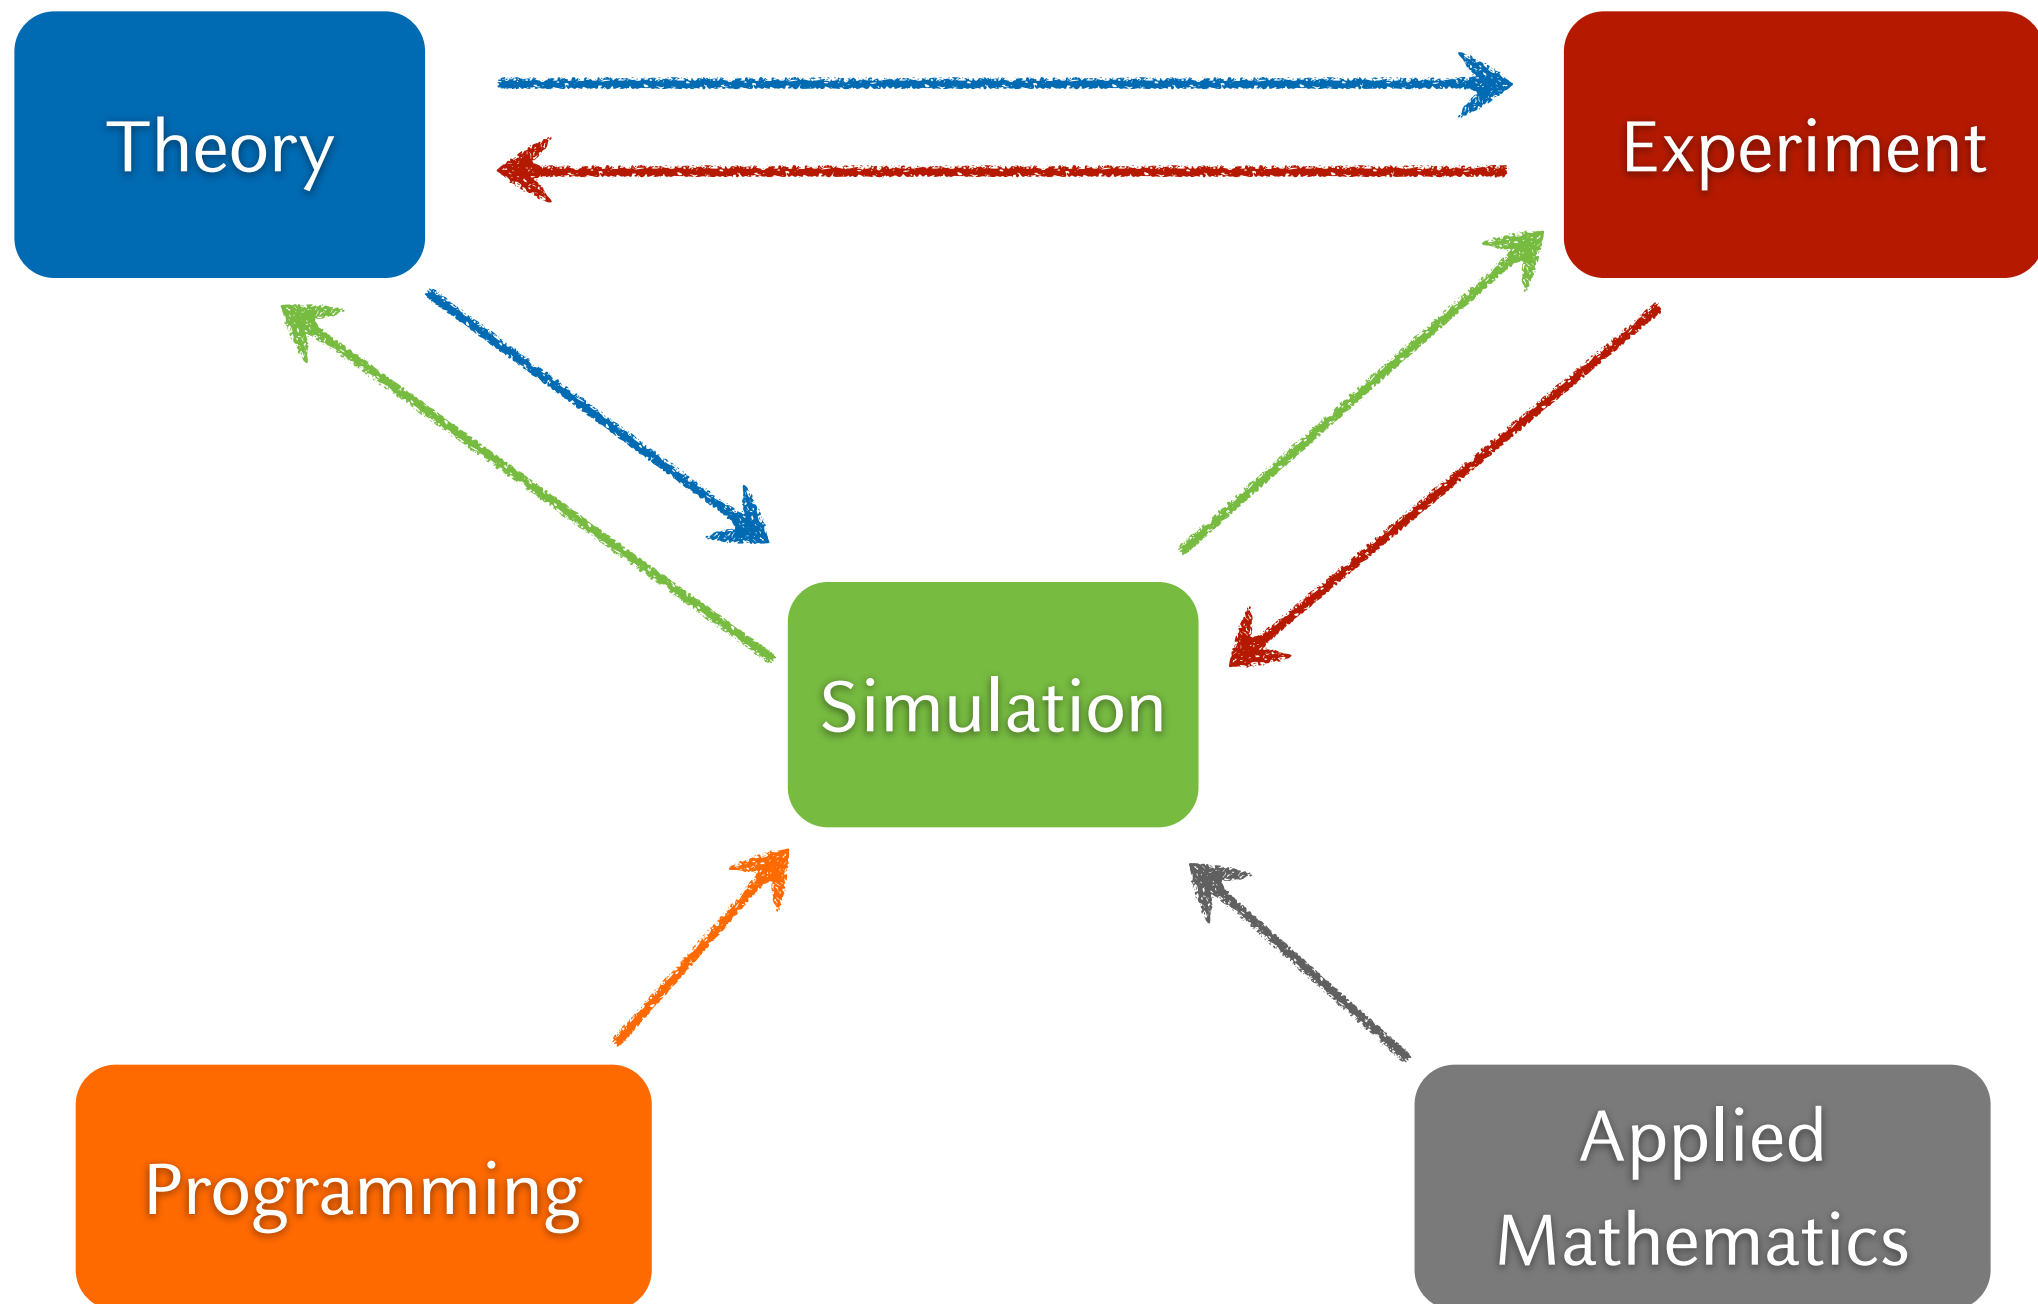 Theory
Experiment
Simulation
Programming
Applied
Mathematics